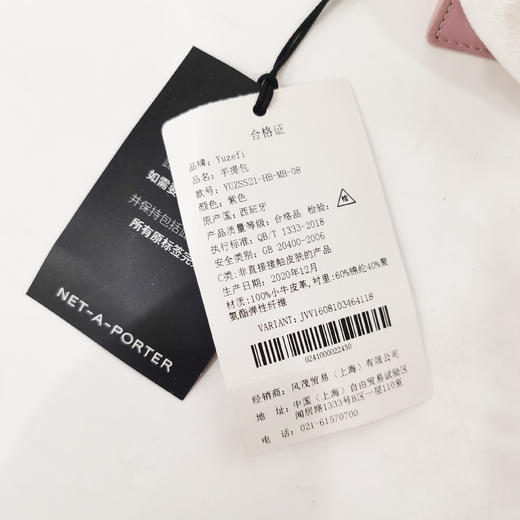 如需要
并保持包括
所有原标签完
NET-A-PORTER
合格证
品牌: Yuzefi
品名: 手提包
款号: YUZSS21-HB-MB-08
颜色: 紫色
原产国: 西班牙
产品质量等级: 合格品 检验: 检
执行标准: QB/T 1333-2018
安全类别: GB 20400-2006
C类: 非直接接触皮肤的产品
生产日期: 2020年12月
材质: 100%小牛皮革, 衬里: 60%绵纶40%聚
氨酯弹性纤维
VARIANT: JVV1608103464118
0241000022450
经销商: 风茂贸易（上海）有限公司
地 址: 中国（上海）自由贸易试验区
闻居路1333号B区一层110室
电 话: 021-61570700